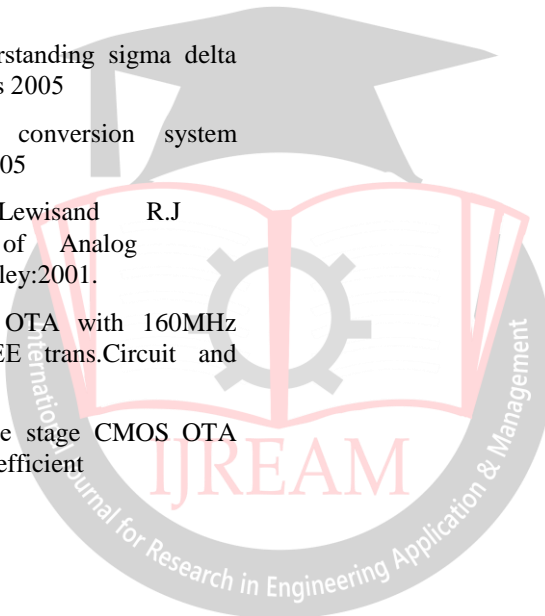 rstanding sigma delta
s 2005
conversion system
05
Lewisand R.J
of Analog
ley:2001.
OTA with 160MHz
EE trans.Circuit and
e stage CMOS OTA
efficient
IJREAM
International Journal for Research in Engineering Application & Management